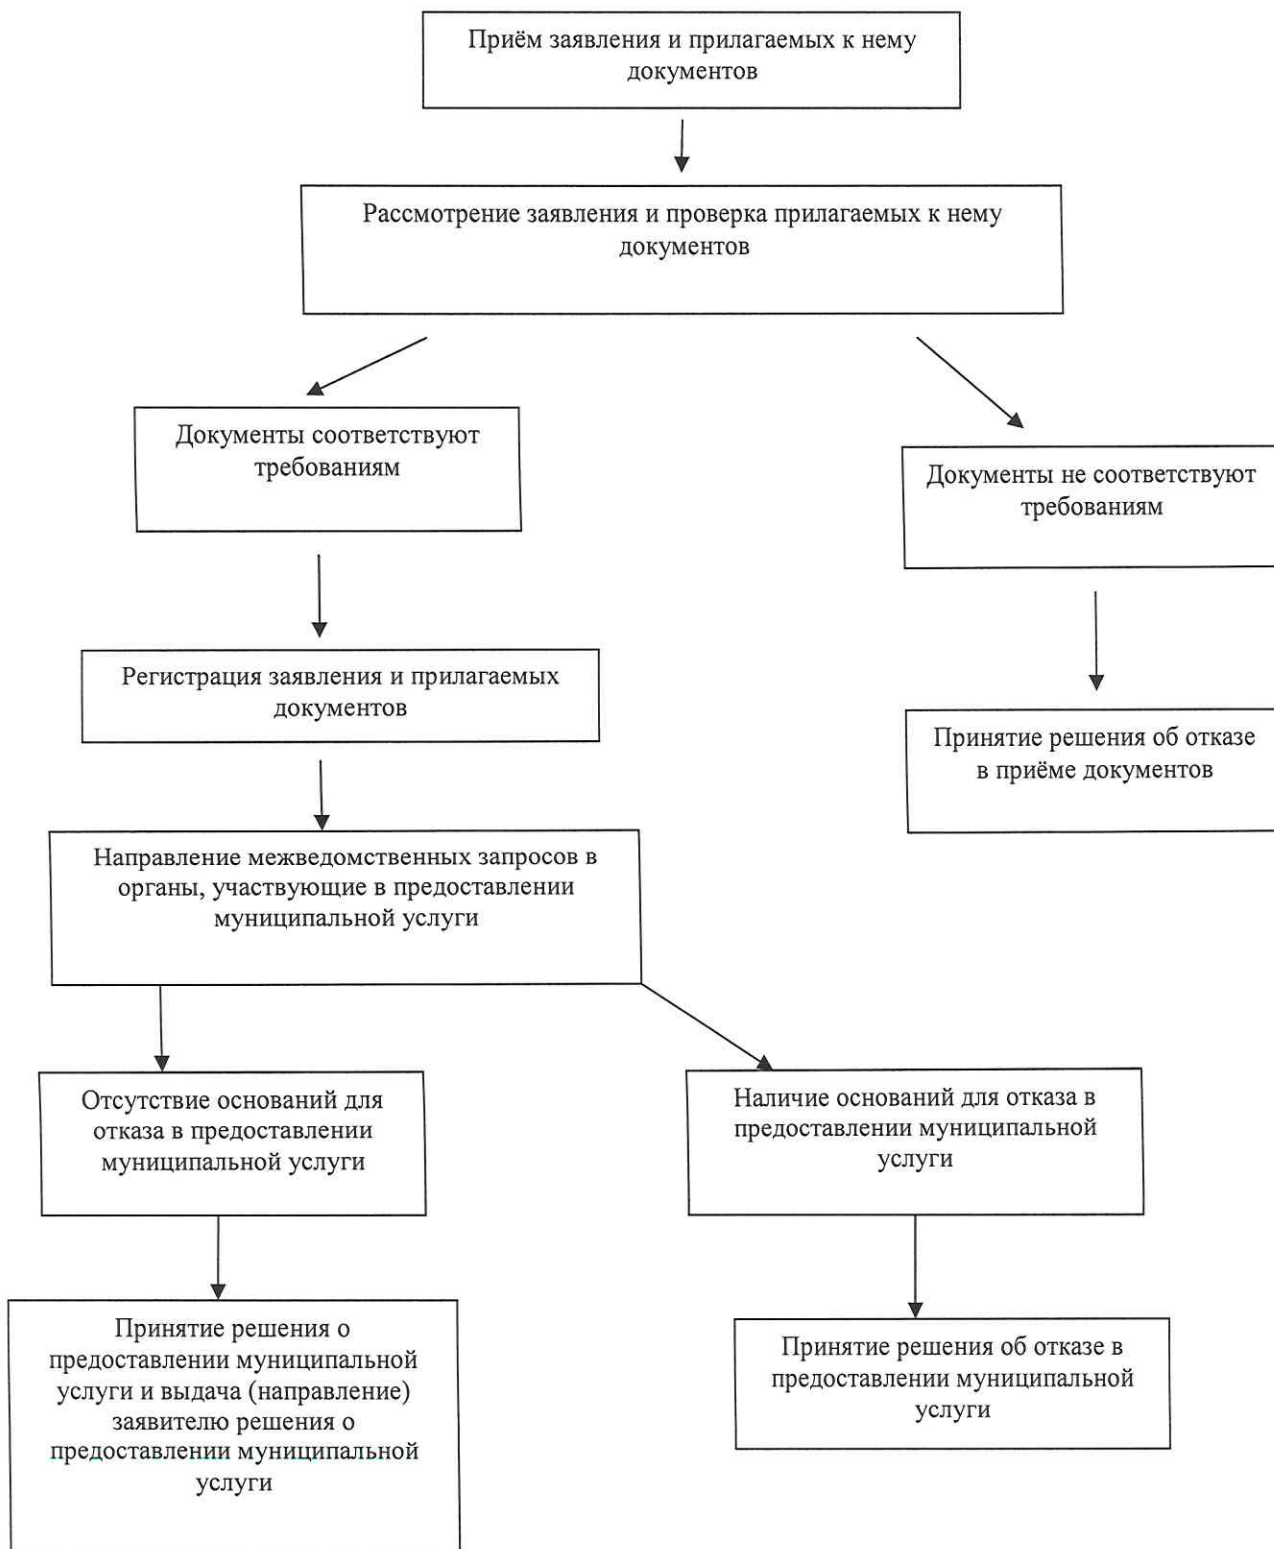 Приём заявления и прилагаемых к нему
документов
Рассмотрение заявления и проверка прилагаемых к нему
документов
Документы соответствуют
требованиям
Документы не соответствуют
требованиям
Регистрация заявления и прилагаемых
документов
Принятие решения об отказе
в приёме документов
Направление межведомственных запросов в
органы, участвующие в предоставлении
муниципальной услуги
Отсутствие оснований для
отказа в предоставлении
муниципальной услуги
Наличие оснований для отказа в
предоставлении муниципальной
услуги
Принятие решения о
предоставлении муниципальной
услуги и выдача (направление)
заявителю решения о
предоставлении муниципальной
услуги
Принятие решения об отказе в
предоставлении муниципальной
услуги